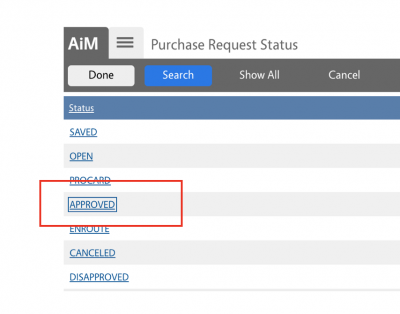 AiM Purchase Request Status
Done Search Show All Cancel
Status
SAVED
OPEN
PROCARD
APPROVED
ENROUTE
CANCELED
DISAPPROVED